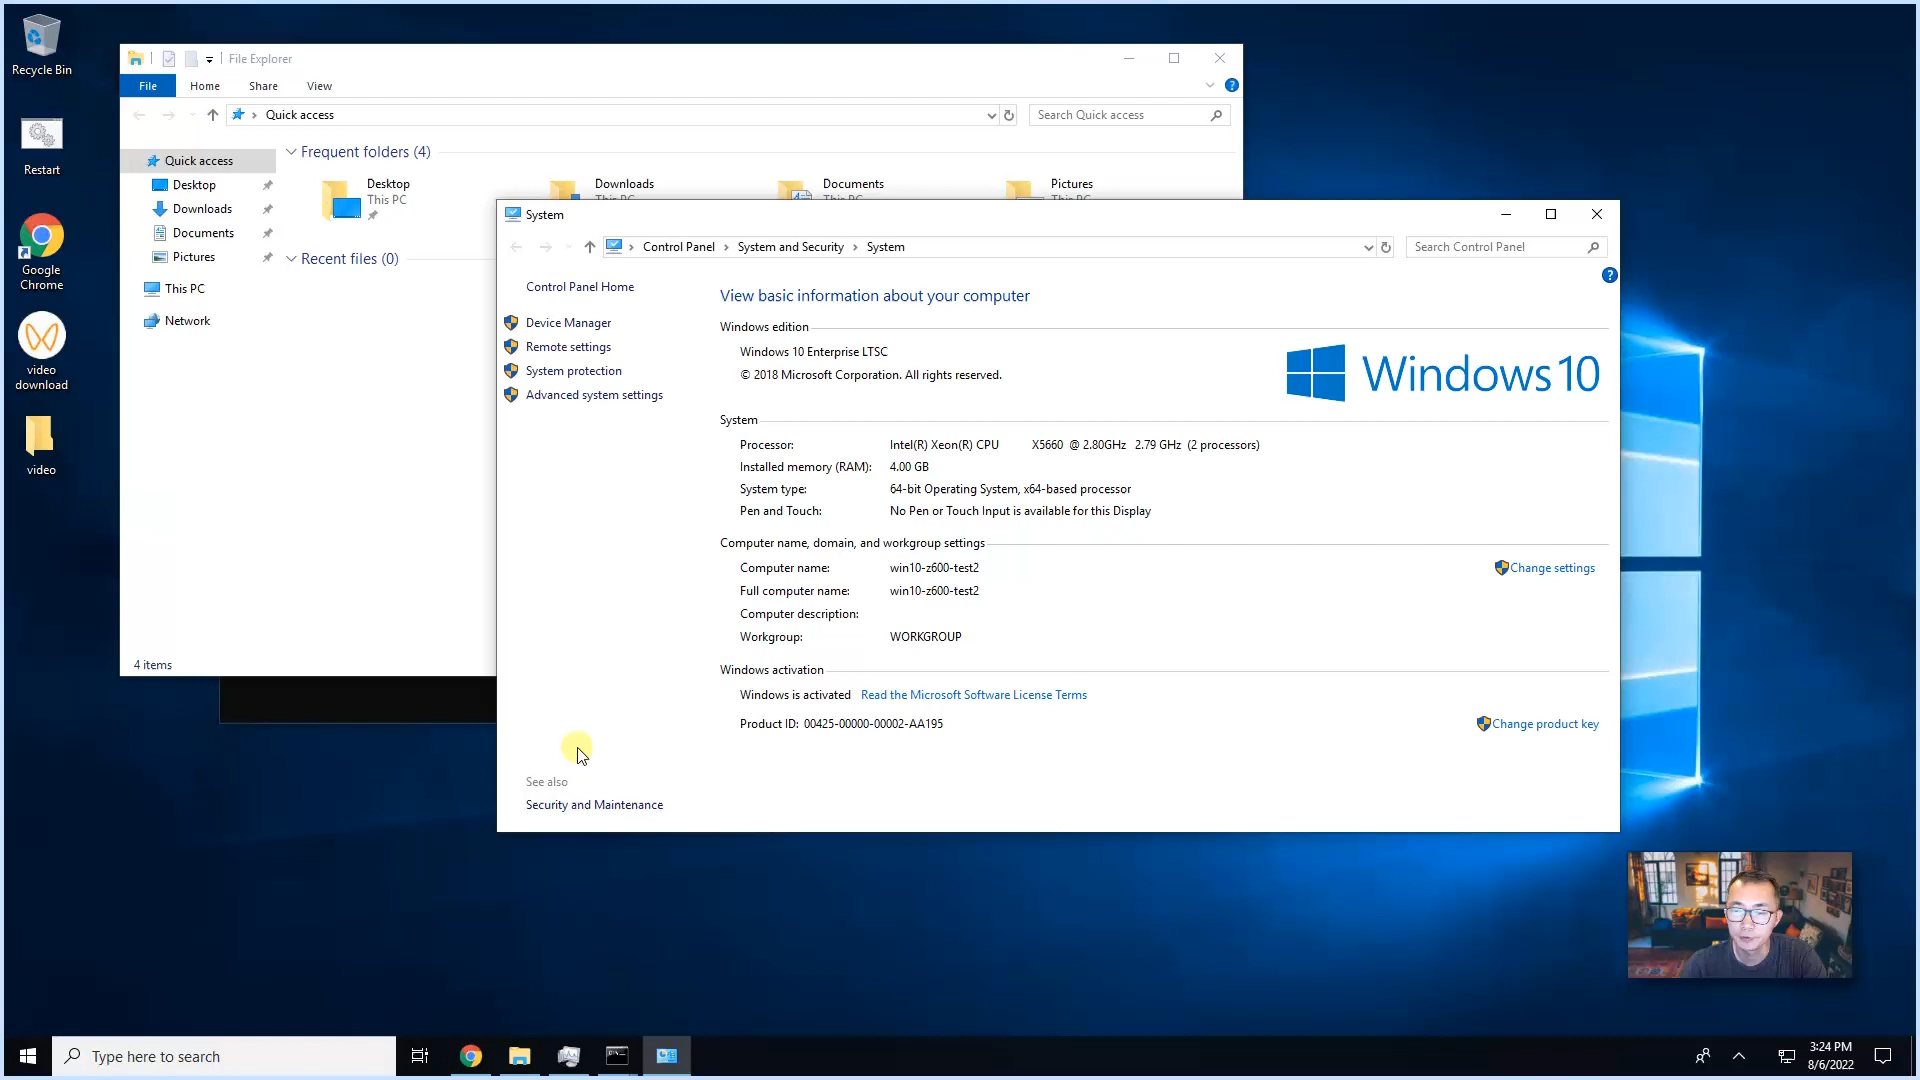 Recycle Bin
Restart
Google
Chrome
video
download
video
File Explorer
File Home Share View
Quick access
Search Quick access
Quick access
Desktop
Downloads
Documents
Pictures
This PC
Network
Frequent folders (4)
Desktop
This PC
Downloads
This PC
Documents
This PC
Pictures
This PC
Recent files (0)
4 items
System
Control Panel System and Security System
Search Control Panel
Control Panel Home
Device Manager
Remote settings
System protection
Advanced system settings
See also
Security and Maintenance
View basic information about your computer
Windows edition
Windows 10 Enterprise LTSC
© 2018 Microsoft Corporation. All rights reserved.
Windows 10
System
Processor: Intel(R) Xeon(R) CPU X5660 @ 2.80GHz 2.79 GHz (2 processors)
Installed memory (RAM): 4.00 GB
System type: 64-bit Operating System, x64-based processor
Pen and Touch: No Pen or Touch Input is available for this Display
Computer name, domain, and workgroup settings
Computer name: win10-z600-test2
Change settings
Full computer name: win10-z600-test2
Computer description:
Workgroup: WORKGROUP
Windows activation
Windows is activated Read the Microsoft Software License Terms
Product ID: 00425-00000-00002-AA195
Change product key
Type here to search
3:24 PM
8/6/2022